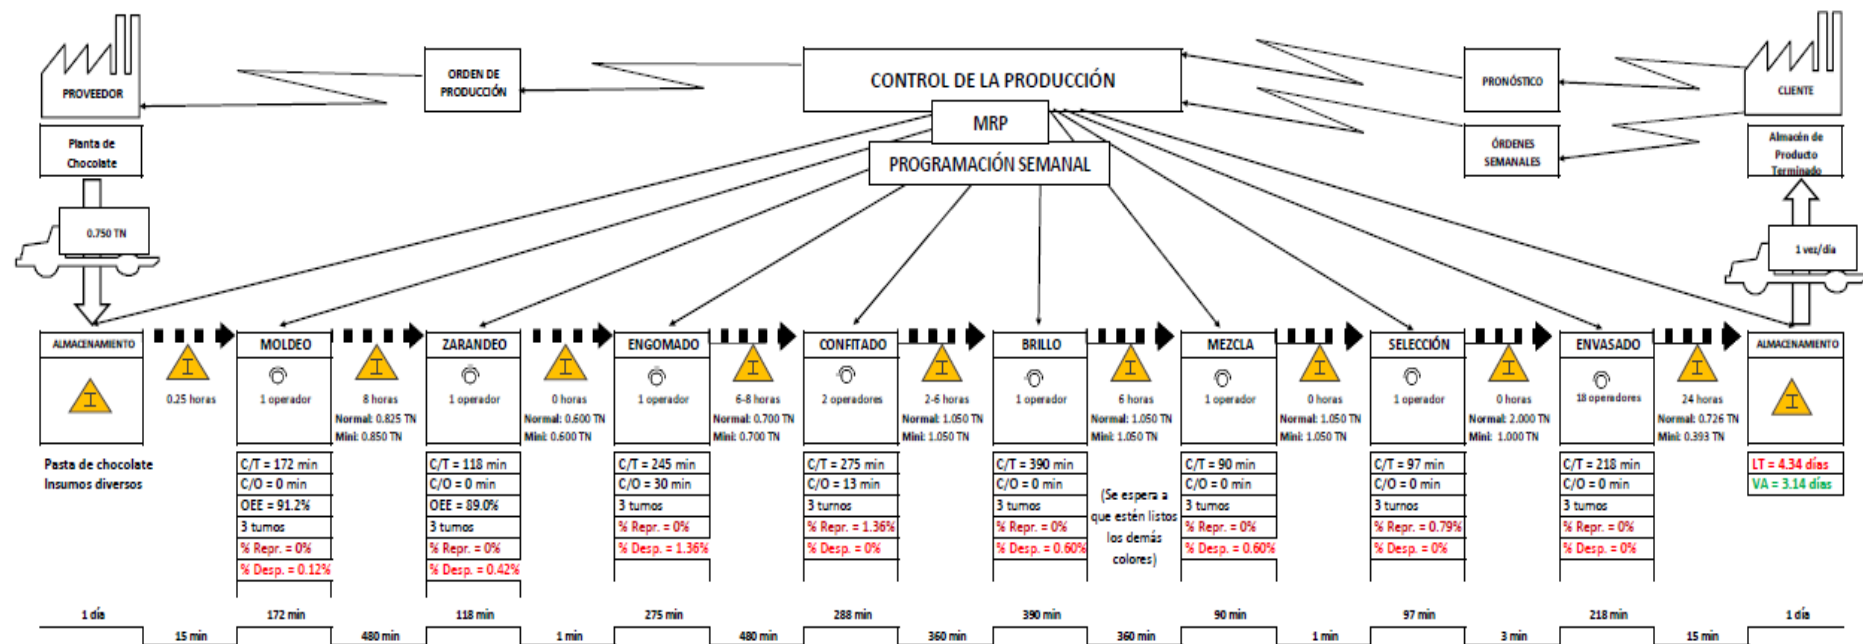 PROVEEDOR
ORDEN DE
PRODUCCIÓN
CONTROL DE LA PRODUCCIÓN
MRP
PROGRAMACIÓN SEMANAL
PRONÓSTICO
ÓRDENES
SEMANALES
CLIENTE
Planta de
Chocolate
Almacén de
Producto
Terminado
0.750 TN
1 vez/día
ALMACENAMIENTO
MOLDEO
ZARANDEO
ENGOMADO
CONFITADO
BRILLO
MEZCLA
SELECCIÓN
ENVASADO
ALMACENAMIENTO
I
I
I
I
I
I
I
I
I
I
I
0.25 horas
1 operador
8 horas
Normal: 0.825 TN
Mini: 0.850 TN
1 operador
0 horas
Normal: 0.600 TN
Mini: 0.600 TN
1 operador
6-8 horas
Normal: 0.700 TN
Mini: 0.700 TN
2 operadores
2-6 horas
Normal: 1.050 TN
Mini: 1.050 TN
1 operador
6 horas
Normal: 1.050 TN
Mini: 1.050 TN
1 operador
0 horas
Normal: 1.050 TN
Mini: 1.050 TN
1 operador
0 horas
Normal: 2.000 TN
Mini: 1.000 TN
18 operadores
24 horas
Normal: 0.726 TN
Mini: 0.393 TN
Pasta de chocolate
Insumos diversos
C/T = 172 min
C/O = 0 min
OEE = 91.2%
3 turnos
% Repr. = 0%
% Desp. = 0.12%
C/T = 118 min
C/O = 0 min
OEE = 89.0%
3 turnos
% Repr. = 0%
% Desp. = 0.42%
C/T = 245 min
C/O = 30 min
3 turnos
% Repr. = 0%
% Desp. = 1.36%
C/T = 275 min
C/O = 13 min
3 turnos
% Repr. = 1.36%
% Desp. = 0%
C/T = 390 min
C/O = 0 min
3 turnos
% Repr. = 0%
% Desp. = 0.60%
(Se espera a
que estén listos
los demás
colores)
C/T = 90 min
C/O = 0 min
3 turnos
% Repr. = 0%
% Desp. = 0.60%
C/T = 97 min
C/O = 0 min
3 turnos
% Repr. = 0.79%
% Desp. = 0%
C/T = 218 min
C/O = 0 min
3 turnos
% Repr. = 0%
% Desp. = 0%
LT = 4.34 días
VA = 3.14 días
1 día
172 min
118 min
275 min
288 min
390 min
90 min
97 min
218 min
1 día
15 min
480 min
1 min
480 min
360 min
360 min
1 min
3 min
15 min